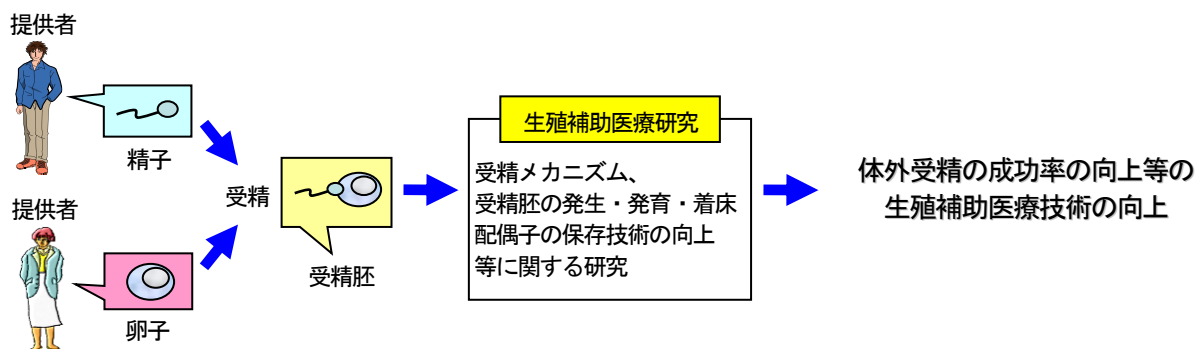 提供者
精子
提供者
卵子
受精
受精胚
生殖補助医療研究
受精メカニズム、
受精胚の発生・発育・着床
配偶子の保存技術の向上
等に関する研究
体外受精の成功率の向上等の
生殖補助医療技術の向上